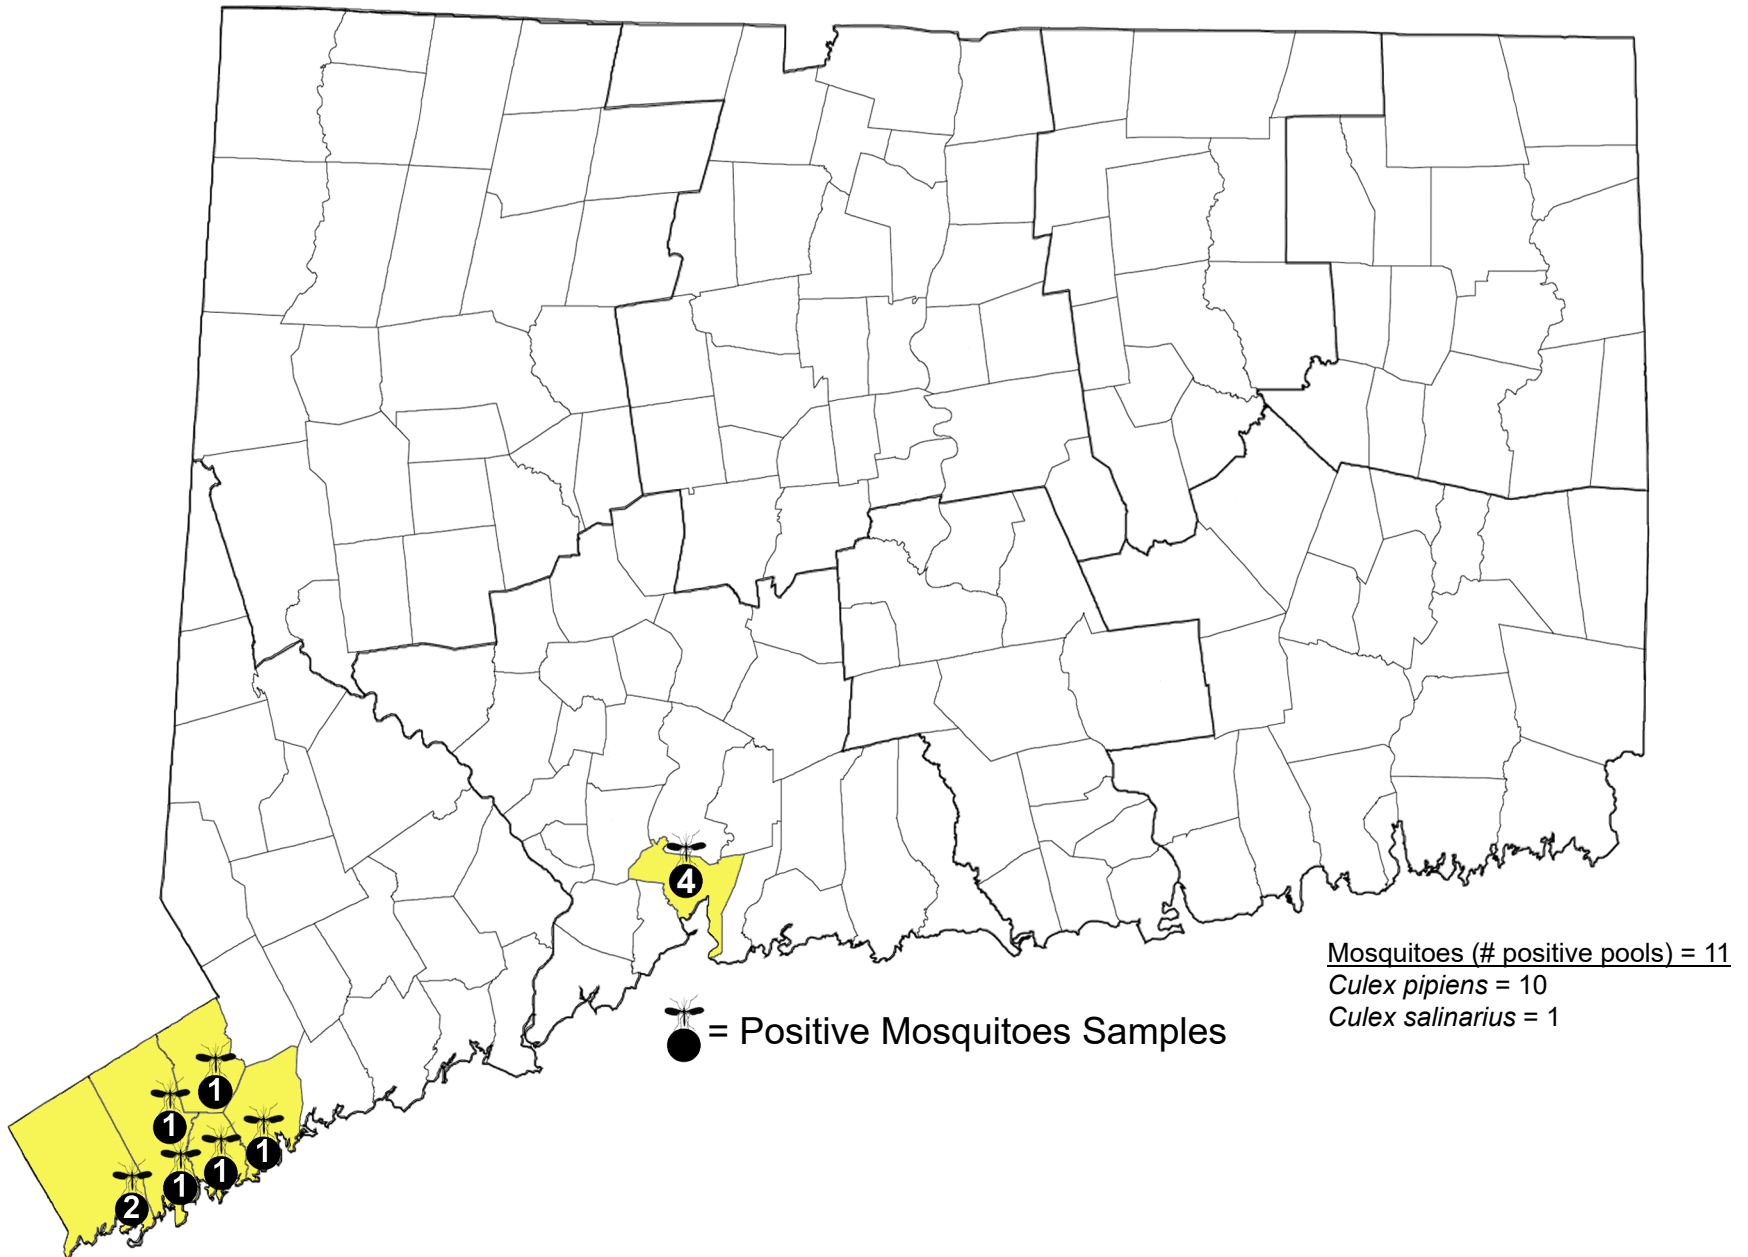 4
Mosquitoes (# positive pools) = 11
Culex pipiens = 10
Culex salinarius = 1
= Positive Mosquitoes Samples
1
1
1
1
1
2